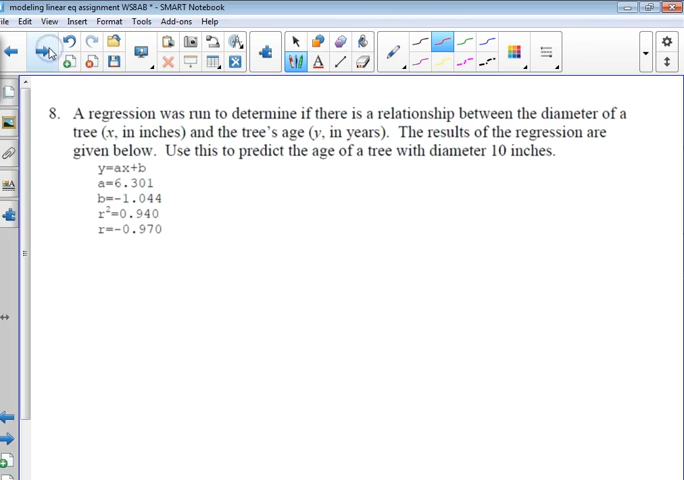 modeling linear eq assignment WS8AB * - SMART Notebook
File Edit View Insert Format Tools Add-ons Help
8. A regression was run to determine if there is a relationship between the diameter of a
tree (x, in inches) and the tree's age (y, in years). The results of the regression are
given below. Use this to predict the age of a tree with diameter 10 inches.
y=ax+b
a=6.301
b=-1.044
r²=0.940
r=-0.970